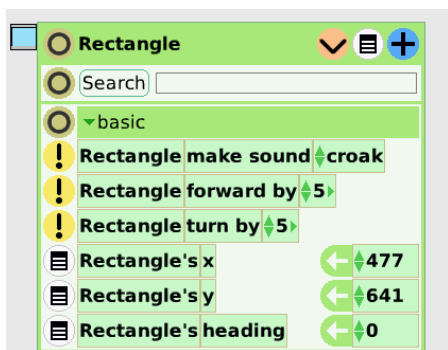 Rectangle
Search
basic
Rectangle make sound croak
Rectangle forward by 5
Rectangle turn by 5
Rectangle's x 477
Rectangle's y 641
Rectangle's heading 0